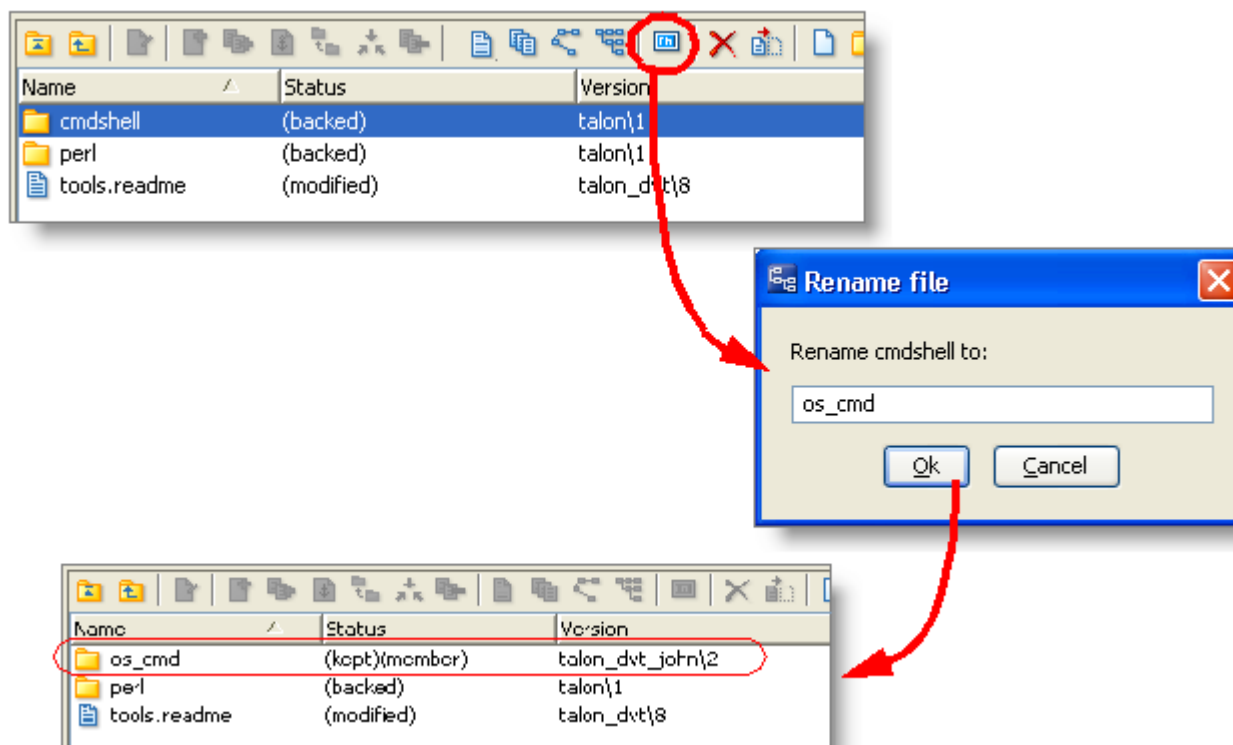 Name Status Version
cmdshell (backed) talon\1
perl (backed) talon\1
tools.readme (modified) talon_dvt\8
Rename file
Rename cmdshell to:
os_cmd
Ok Cancel
Name Status Version
os_cmd (kept)(member) talon_dvt_john\2
perl (backed) talon\1
tools.readme (modified) talon_dvt\8